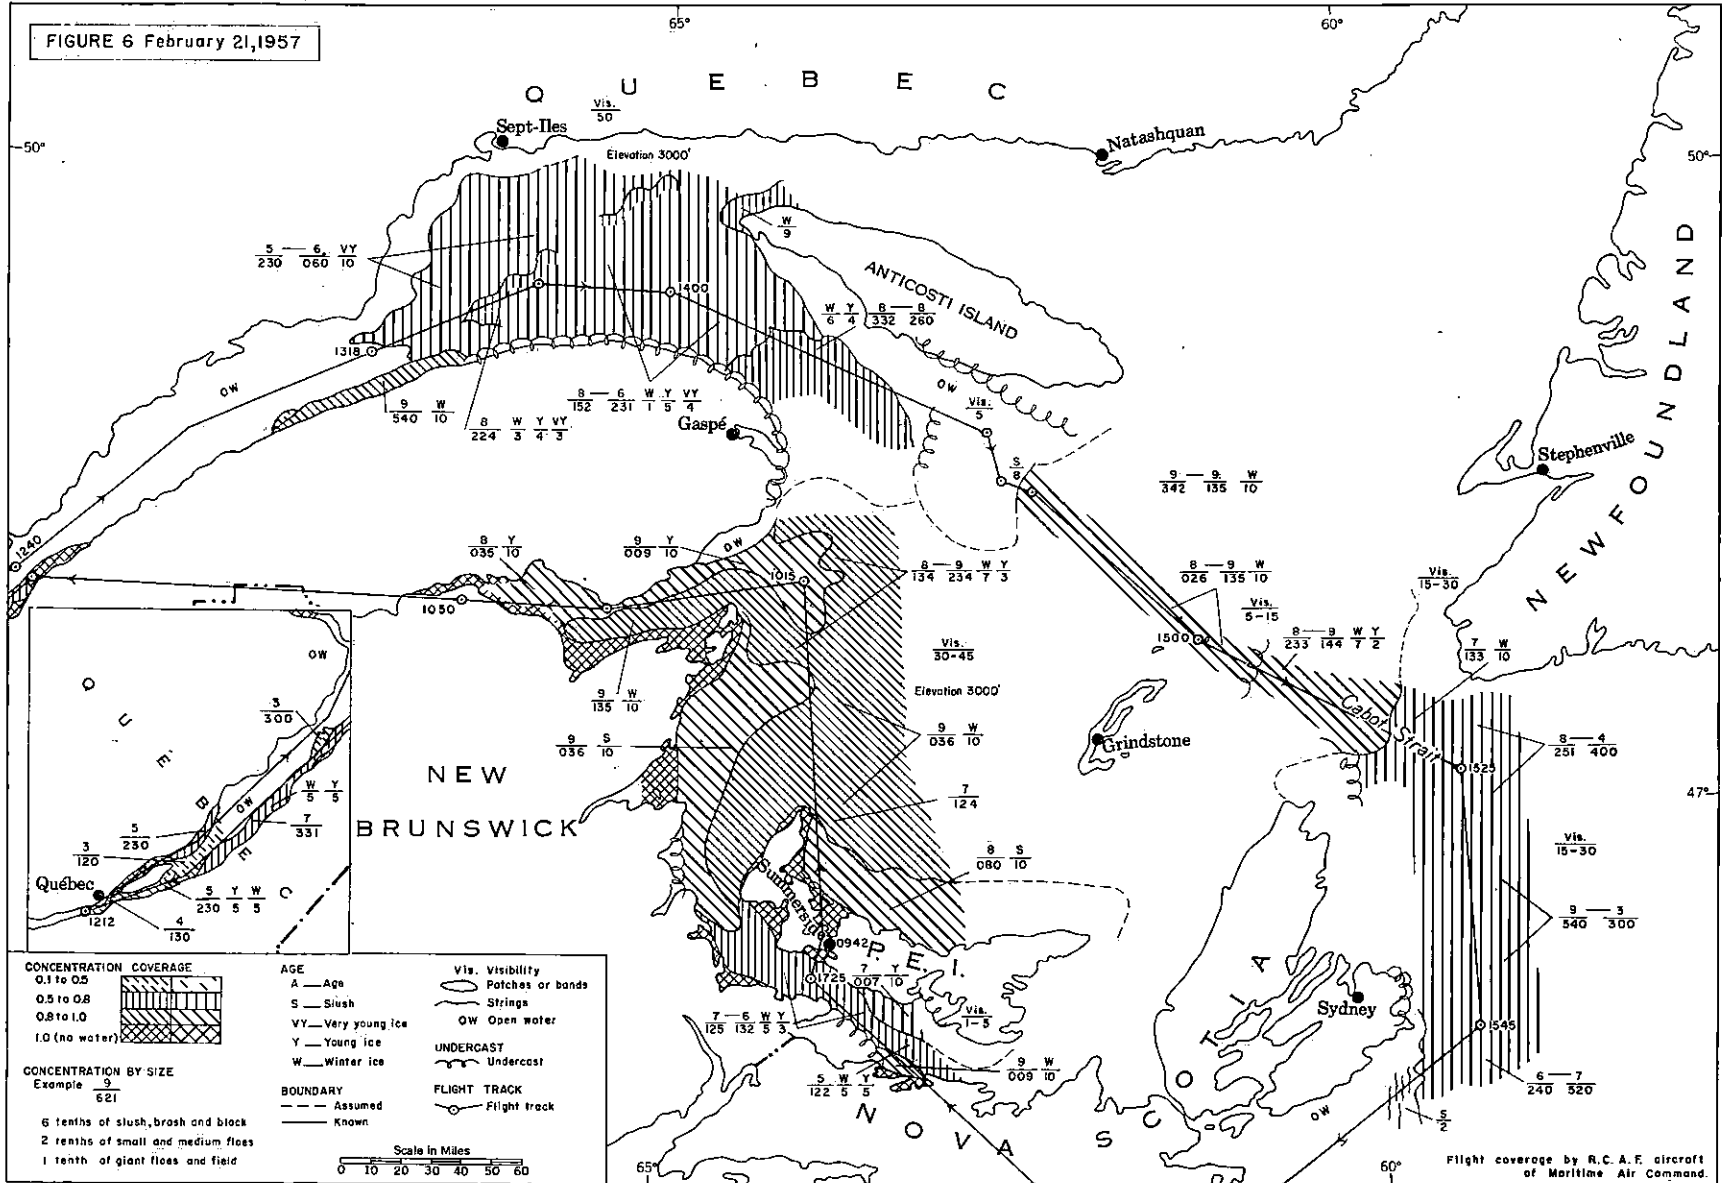 FIGURE 6 February 21,1957
65°
60°
QUEBEC
Vis.
50
Sept-Iles
Natashquan
50°
50°
Elevation 3000'
W
9
5 — 6 VY
230 060 10
ANTICOSTI ISLAND
1400
W Y 8 — 8
6 4 332 260
1318
OW
OW
Vis.
5
9 W
540 10
8 W Y VY
224 3 4 3
8 — 6 W Y VY
152 231 1 5 4
Gaspé
S
8
Stephenville
NEWFOUNDLAND
9 — 9 W
342 135 10
1240
8 Y
035 10
9 Y
009 10
OW
1015
8 — 9 W Y
134 234 7 3
8 — 9 W
026 135 10
Vis.
15-30
Vis.
5-15
1050
1500
8 — 9 W Y
233 144 7 2
7 W
133 10
Vis.
30-45
Elevation 3000'
9 W
135 10
9 S
036 10
9 W
036 10
Cabot Strait
Grindstone
8 — 4
251 400
1525
NEW
BRUNSWICK
7
124
47°
Vis.
15-30
8 S
080 10
9 — 3
540 300
Summerside
0942
P.E.I.
1725
7 Y
007 10
Vis.
1-5
7 — 6 W Y
125 132 5 3
5 W Y
122 5 5
9 W
009 10
Sydney
1545
6 — 7
240 520
S
2
OW
NOVA SCOTIA
QUÉBEC
OW
3
300
W Y
5 5
OW
7
331
5
230
3
120
Québec
5 Y W
230 5 5
1212
4
130
CONCENTRATION COVERAGE
0.1 to 0.5
0.5 to 0.8
0.8 to 1.0
1.0 (no water)
CONCENTRATION BY SIZE
Example 9
621
6 tenths of slush, brash and block
2 tenths of small and medium floes
1 tenth of giant floes and field
AGE
A — Age
S — Slush
VY — Very young ice
Y — Young ice
W — Winter ice
BOUNDARY
Assumed
Known
Vis. Visibility
Patches or bands
Strings
OW Open water
UNDERCAST
Undercast
FLIGHT TRACK
Flight track
Scale in Miles
0 10 20 30 40 50 60
65°
60°
Flight coverage by R.C.A.F. aircraft
of Maritime Air Command.